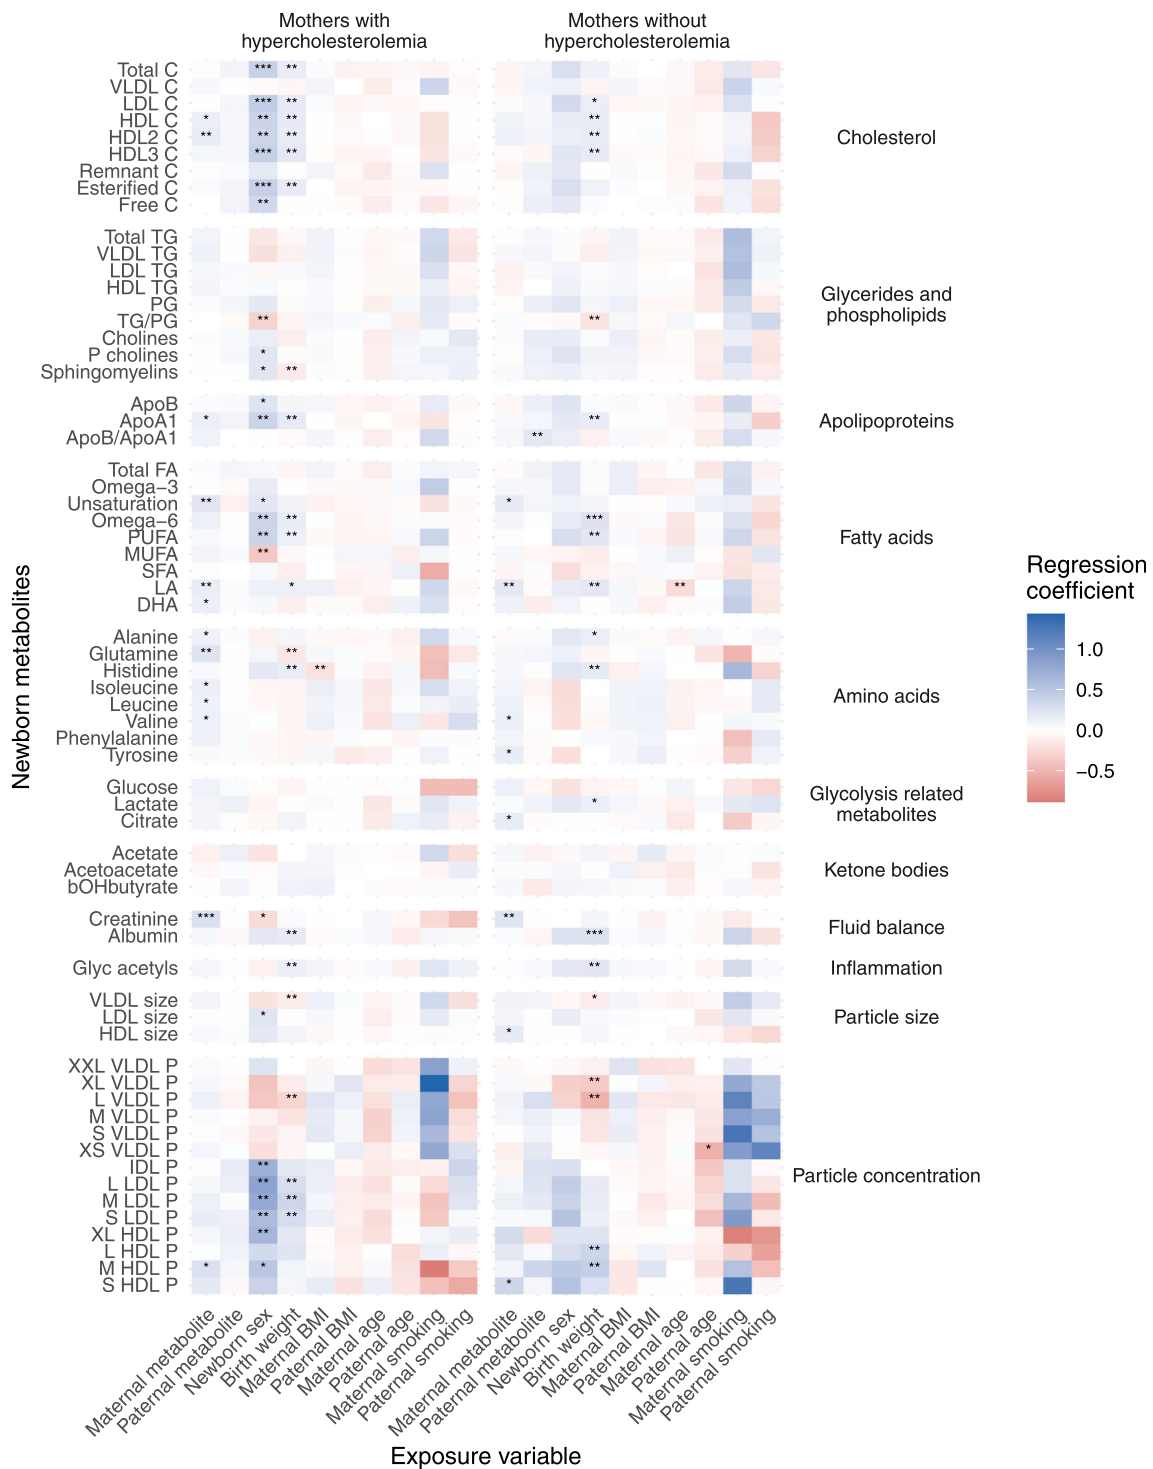 Mothers with
hypercholesterolemia
Mothers without
hypercholesterolemia
Newborn metabolites
Total C *** **
VLDL C
LDL C *** ** *
HDL C * ** ** **
HDL2 C ** ** ** **
HDL3 C *** ** **
Remnant C
Esterified C *** **
Free C **
Cholesterol
Total TG
VLDL TG
LDL TG
HDL TG
PG
TG/PG ** **
Cholines
P cholines *
Sphingomyelins * **
Glycerides and
phospholipids
ApoB *
ApoA1 * ** ** **
ApoB/ApoA1 **
Apolipoproteins
Total FA
Omega−3
Unsaturation ** * *
Omega−6 ** ** ***
PUFA ** ** **
MUFA **
SFA
LA ** * ** ** **
DHA *
Fatty acids
Alanine * *
Glutamine ** **
Histidine ** ** **
Isoleucine *
Leucine *
Valine * *
Phenylalanine
Tyrosine *
Amino acids
Glucose
Lactate *
Citrate *
Glycolysis related
metabolites
Acetate
Acetoacetate
bOHbutyrate
Ketone bodies
Creatinine *** * **
Albumin ** ***
Fluid balance
Glyc acetyls ** **
Inflammation
VLDL size ** *
LDL size *
HDL size *
Particle size
XXL VLDL P
XL VLDL P **
L VLDL P ** **
M VLDL P
S VLDL P
XS VLDL P *
IDL P **
L LDL P ** **
M LDL P ** **
S LDL P ** **
XL HDL P **
L HDL P **
M HDL P * * **
S HDL P *
Particle concentration
Maternal metabolite
Paternal metabolite
Newborn sex
Birth weight
Maternal BMI
Paternal BMI
Maternal age
Paternal age
Maternal smoking
Paternal smoking
Maternal metabolite
Paternal metabolite
Newborn sex
Birth weight
Maternal BMI
Paternal BMI
Maternal age
Paternal age
Maternal smoking
Paternal smoking
Exposure variable
Regression
coefficient
1.0
0.5
0.0
−0.5